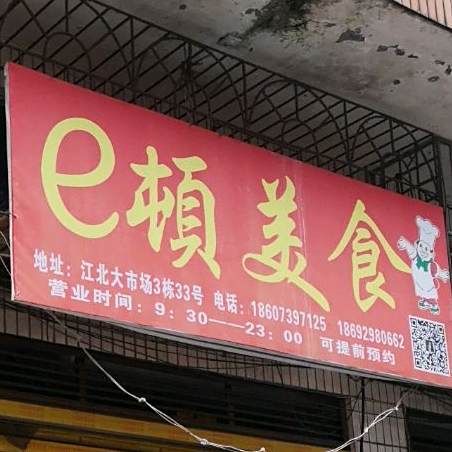 e顿美食
地址：江北大市场3栋33号 电话：18607397125 18692980662
营业时间：9：30——23：00 可提前预约